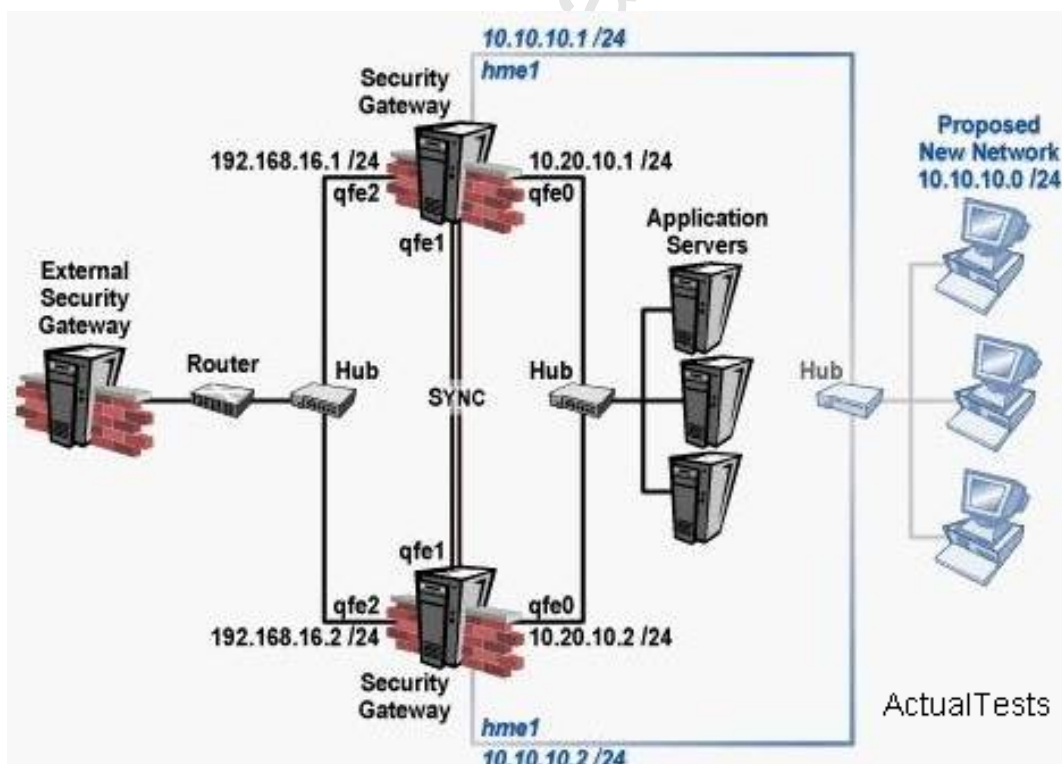 10.10.10.1 /24
hme1
Security
Gateway
192.168.16.1 /24
qfe2
10.20.10.1 /24
qfe0
Proposed
New Network
10.10.10.0 /24
Application
Servers
qfe1
External
Security
Gateway
Router
Hub
SYNC
Hub
Hub
qfe1
qfe2
192.168.16.2 /24
qfe0
10.20.10.2 /24
Security
Gateway
ActualTests
hme1
10.10.10.2 /24